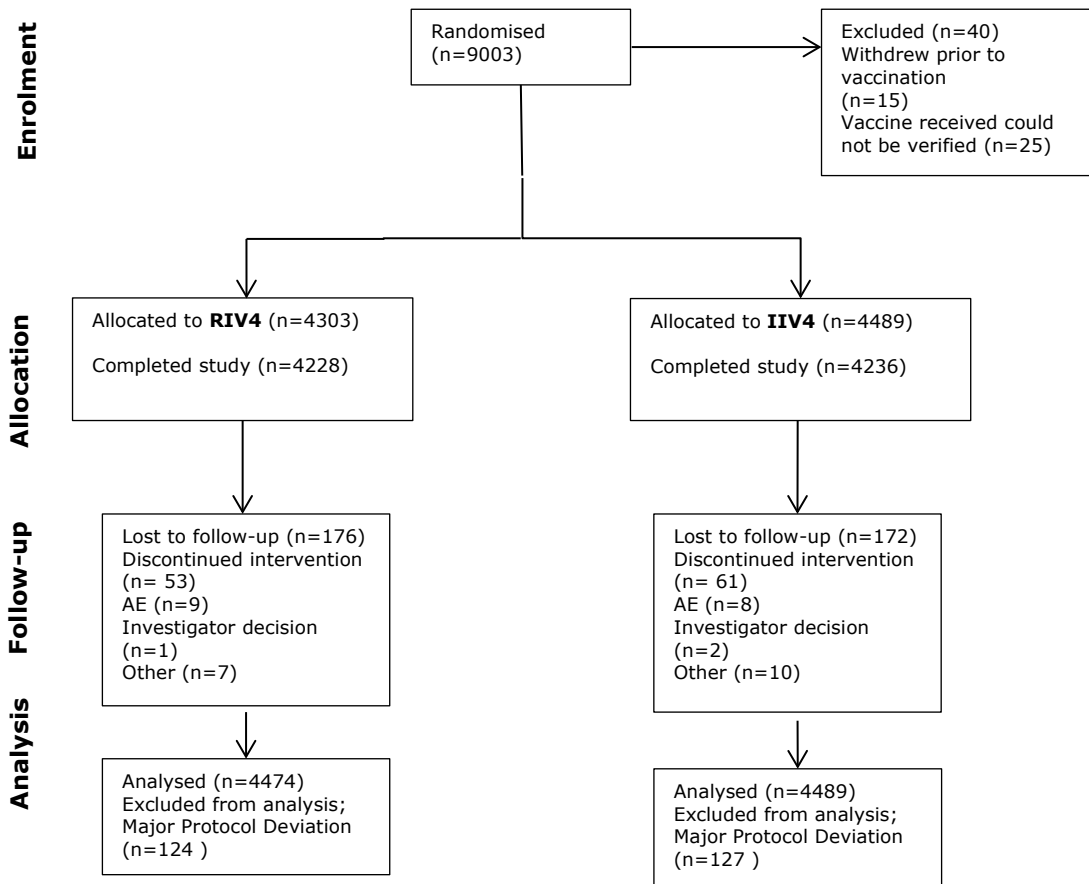 Enrolment
Randomised
(n=9003)
Excluded (n=40)
Withdrew prior to
vaccination
(n=15)
Vaccine received could
not be verified (n=25)
Allocation
Allocated to RIV4 (n=4303)
Completed study (n=4228)
Allocated to IIV4 (n=4489)
Completed study (n=4236)
Follow-up
Lost to follow-up (n=176)
Discontinued intervention
(n= 53)
AE (n=9)
Investigator decision
(n=1)
Other (n=7)
Lost to follow-up (n=172)
Discontinued intervention
(n= 61)
AE (n=8)
Investigator decision
(n=2)
Other (n=10)
Analysis
Analysed (n=4474)
Excluded from analysis;
Major Protocol Deviation
(n=124 )
Analysed (n=4489)
Excluded from analysis;
Major Protocol Deviation
(n=127 )